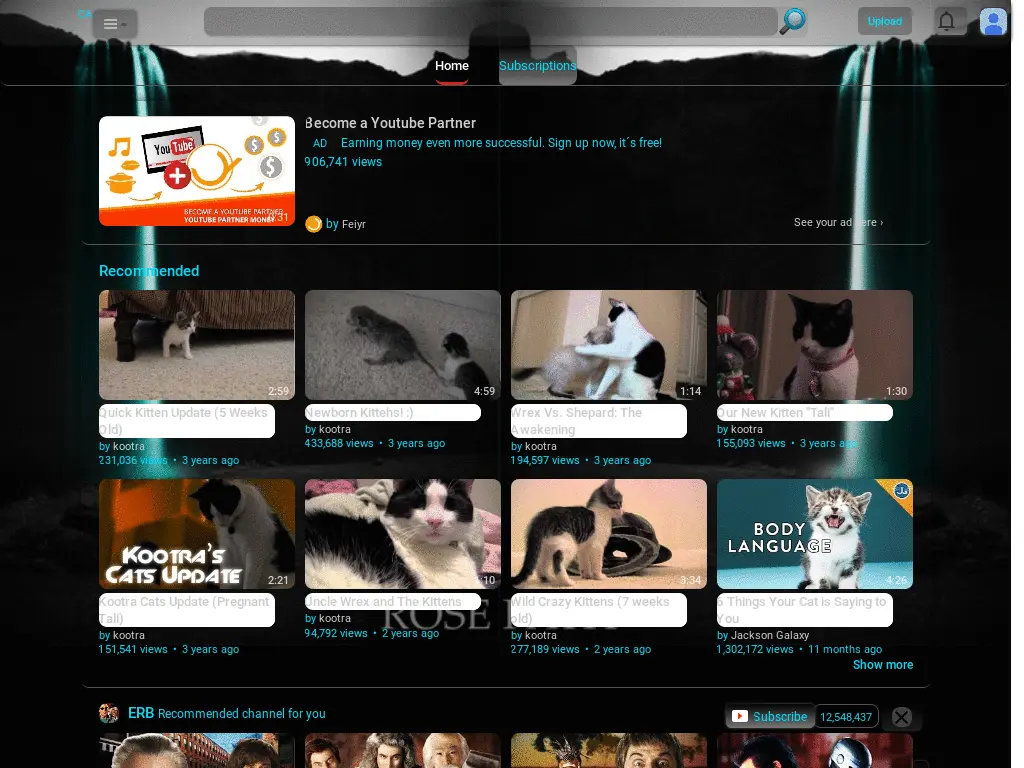 CA
Upload
Home
Subscriptions
You Tube
BECOME A YOUTUBE PARTNER
YOUTUBE PARTNER MONEY
Become a Youtube Partner
AD Earning money even more successful. Sign up now, it´s free!
906,741 views
by Feiyr
See your ad here ›
Recommended
2:59
4:59
1:14
1:30
Quick Kitten Update (5 Weeks Old)
by kootra
231,036 views • 3 years ago
Newborn Kittehs! :)
by kootra
433,688 views • 3 years ago
Wrex Vs. Shepard: The Awakening
by kootra
194,597 views • 3 years ago
Our New Kitten "Tali"
by kootra
155,093 views • 3 years ago
KOOTRA'S
CATS UPDATE
2:21
:10
3:34
BODY
LANGUAGE
4:26
Kootra Cats Update (Pregnant Tali)
by kootra
151,541 views • 3 years ago
Uncle Wrex and The Kittens
by kootra
94,792 views • 2 years ago
Wild Crazy Kittens (7 weeks old)
by kootra
277,189 views • 2 years ago
6 Things Your Cat is Saying to You
by Jackson Galaxy
1,302,172 views • 11 months ago
ROSE
Show more
ERB Recommended channel for you
Subscribe
12,548,437